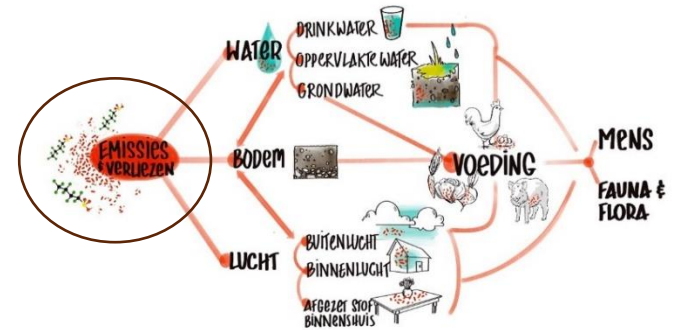 EMISSIES
& VERLIEZEN
WATER
DRINKWATER
OPPERVLAKTE WATER
GRONDWATER
BODEM
LUCHT
BUITENLUCHT
BINNENLUCHT
AFGEZET STOF
BINNENSHUIS
VOEDING
MENS
FAUNA &
FLORA